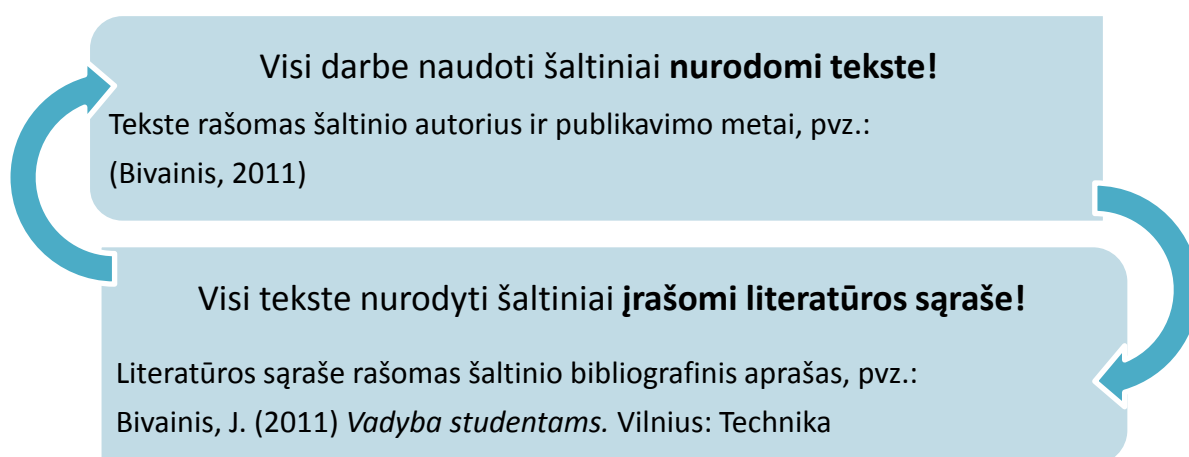 Visi darbe naudoti šaltiniai nurodomi tekste!
Tekste rašomas šaltinio autorius ir publikavimo metai, pvz.:
(Bivainis, 2011)
Visi tekste nurodyti šaltiniai įrašomi literatūros sąraše!
Literatūros sąraše rašomas šaltinio bibliografinis aprašas, pvz.:
Bivainis, J. (2011) Vadyba studentams. Vilnius: Technika